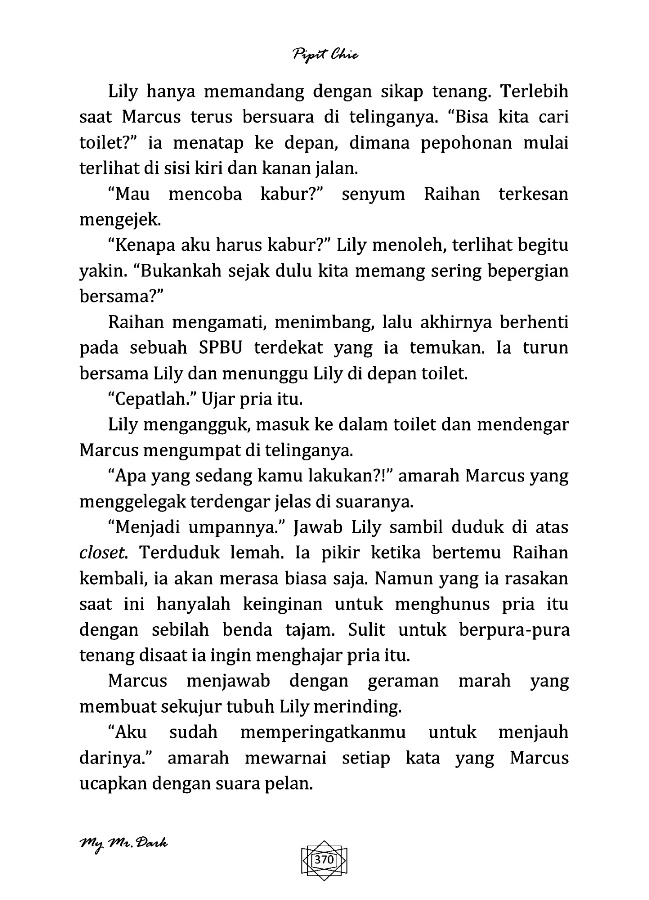 Pipit Chie
Lily hanya memandang dengan sikap tenang. Terlebih
saat Marcus terus bersuara di telinganya. “Bisa kita cari
toilet?” ia menatap ke depan, dimana pepohonan mulai
terlihat di sisi kiri dan kanan jalan.
“Mau mencoba kabur?” senyum Raihan terkesan
mengejek.
“Kenapa aku harus kabur?” Lily menoleh, terlihat begitu
yakin. “Bukankah sejak dulu kita memang sering bepergian
bersama?”
Raihan mengamati, menimbang, lalu akhirnya berhenti
pada sebuah SPBU terdekat yang ia temukan. Ia turun
bersama Lily dan menunggu Lily di depan toilet.
“Cepatlah.” Ujar pria itu.
Lily mengangguk, masuk ke dalam toilet dan mendengar
Marcus mengumpat di telinganya.
“Apa yang sedang kamu lakukan?!” amarah Marcus yang
menggelegak terdengar jelas di suaranya.
“Menjadi umpannya.” Jawab Lily sambil duduk di atas
closet. Terduduk lemah. Ia pikir ketika bertemu Raihan
kembali, ia akan merasa biasa saja. Namun yang ia rasakan
saat ini hanyalah keinginan untuk menghunus pria itu
dengan sebilah benda tajam. Sulit untuk berpura-pura
tenang disaat ia ingin menghajar pria itu.
Marcus menjawab dengan geraman marah yang
membuat sekujur tubuh Lily merinding.
“Aku sudah memperingatkanmu untuk menjauh
darinya.” amarah mewarnai setiap kata yang Marcus
ucapkan dengan suara pelan.
My Mr. Dark
370